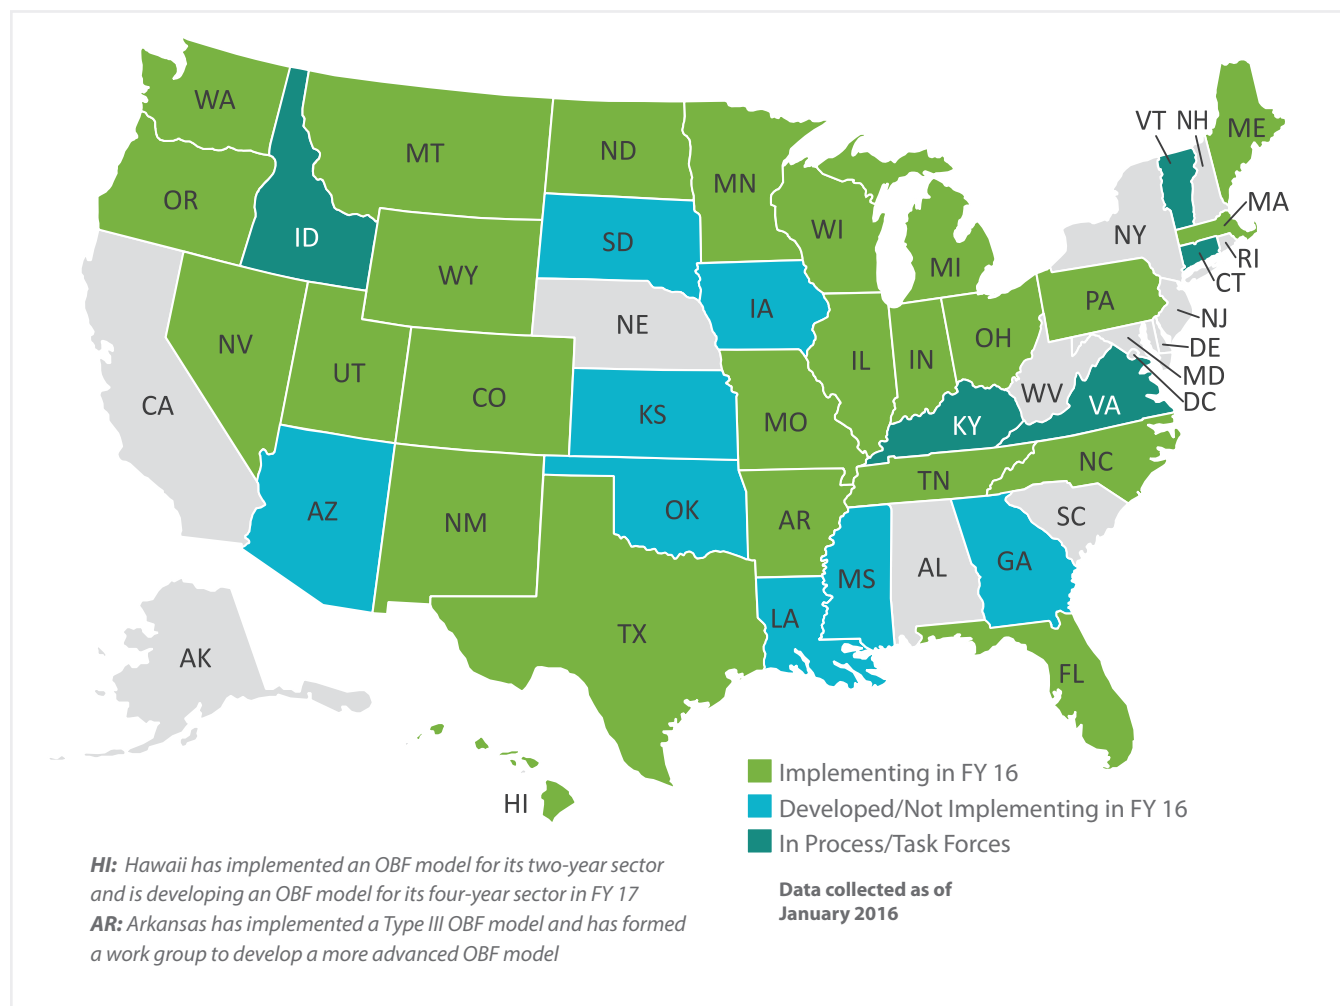 WA
MT
ND
MN
VT NH
ME
OR
ID
SD
WI
MI
NY
MA
RI
CT
WY
NE
IA
PA
NJ
NV
UT
CO
KS
MO
IL
IN
OH
WV
VA
DE
MD
DC
CA
KY
AZ
NM
OK
AR
TN
NC
SC
MS
AL
GA
LA
TX
FL
AK
HI
Implementing in FY 16
Developed/Not Implementing in FY 16
In Process/Task Forces
Data collected as of
January 2016
HI: Hawaii has implemented an OBF model for its two-year sector
and is developing an OBF model for its four-year sector in FY 17
AR: Arkansas has implemented a Type III OBF model and has formed
a work group to develop a more advanced OBF model